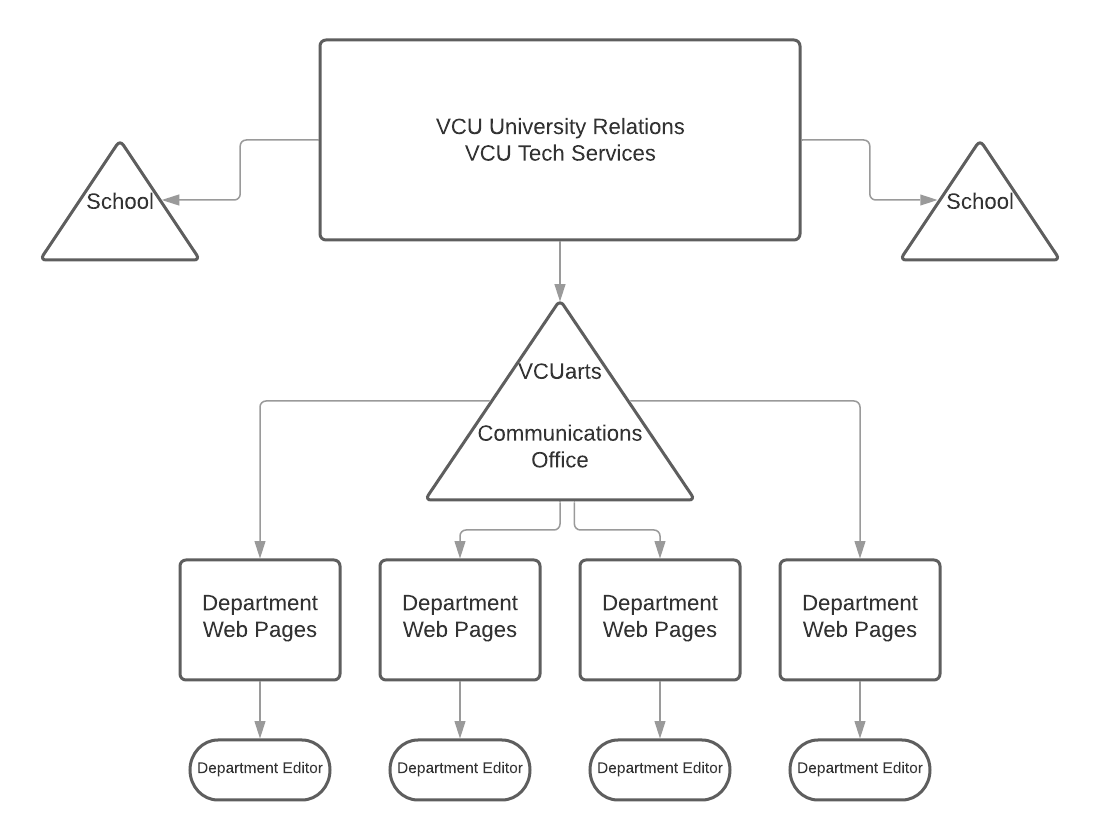 VCU University Relations
VCU Tech Services
School
School
VCUarts
Communications
Office
Department
Web Pages
Department
Web Pages
Department
Web Pages
Department
Web Pages
Department Editor
Department Editor
Department Editor
Department Editor